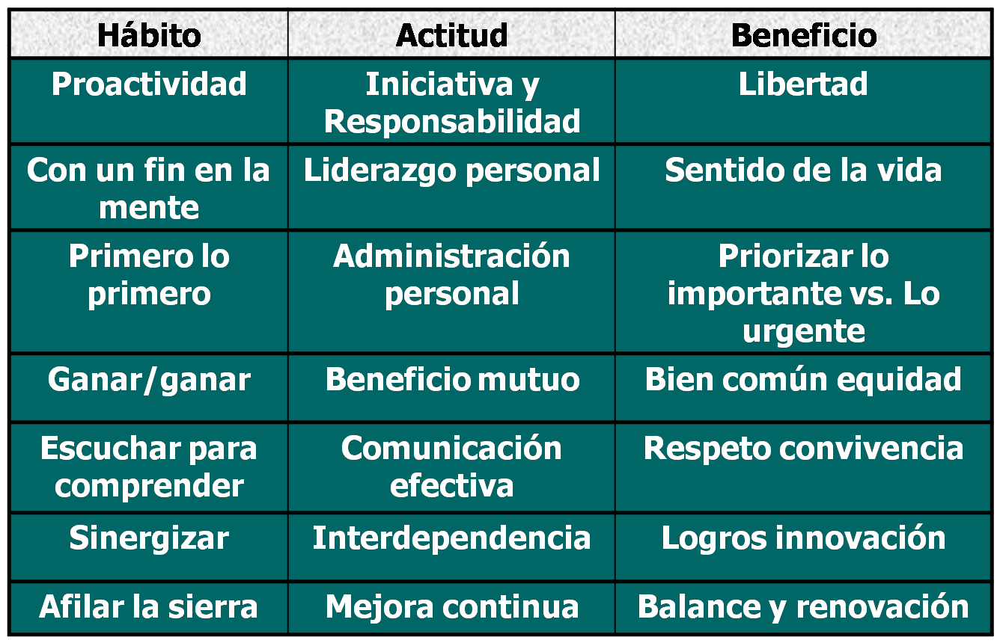 Hábito Actitud Beneficio
Proactividad
Iniciativa y
Responsabilidad
Libertad
Con un fin en la
mente
Liderazgo personal
Sentido de la vida
Primero lo
primero
Administración
personal
Priorizar lo
importante vs. Lo
urgente
Ganar/ganar
Beneficio mutuo
Bien común equidad
Escuchar para
comprender
Comunicación
efectiva
Respeto convivencia
Sinergizar
Interdependencia
Logros innovación
Afilar la sierra
Mejora continua
Balance y renovación